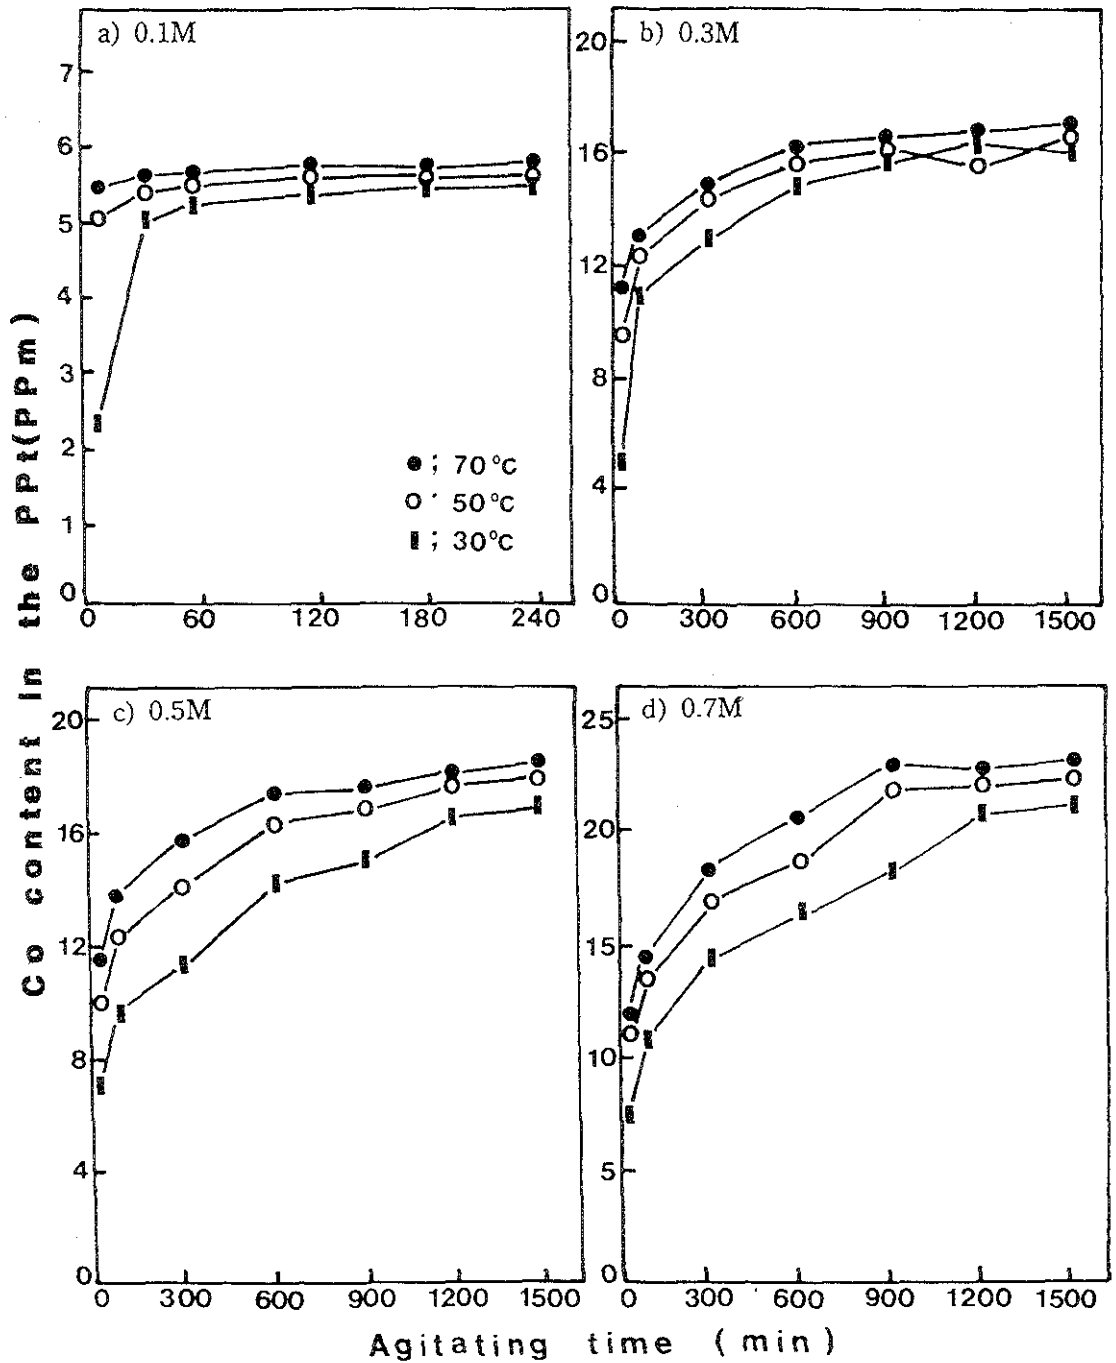 Co content in the PPt(PPm)
a) 0.1M
7
6
5
4
3
2
1
0
● ; 70°c
○ ' 50°c
▮ ; 30°c
0 60 120 180 240
b) 0.3M
20
16
12
8
4
0
0 300 600 900 1200 1500
c) 0.5M
20
16
12
8
4
0
0 300 600 900 1200 1500
d) 0.7M
25
20
15
10
5
0
0 300 600 900 1200 1500
Agitating time (min)